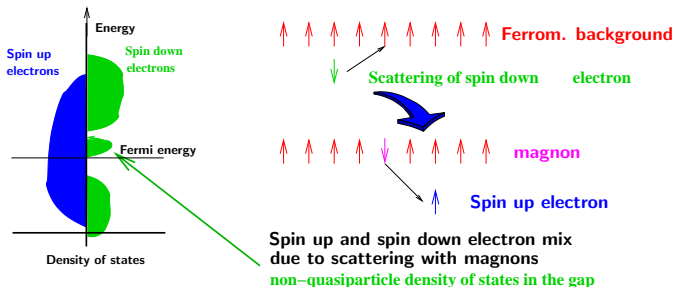 Energy
Spin up
electrons
Spin down
electrons
Fermi energy
Density of states
Ferrom. background
Scattering of spin down electron
magnon
Spin up electron
Spin up and spin down electron mix
due to scattering with magnons
non-quasiparticle density of states in the gap